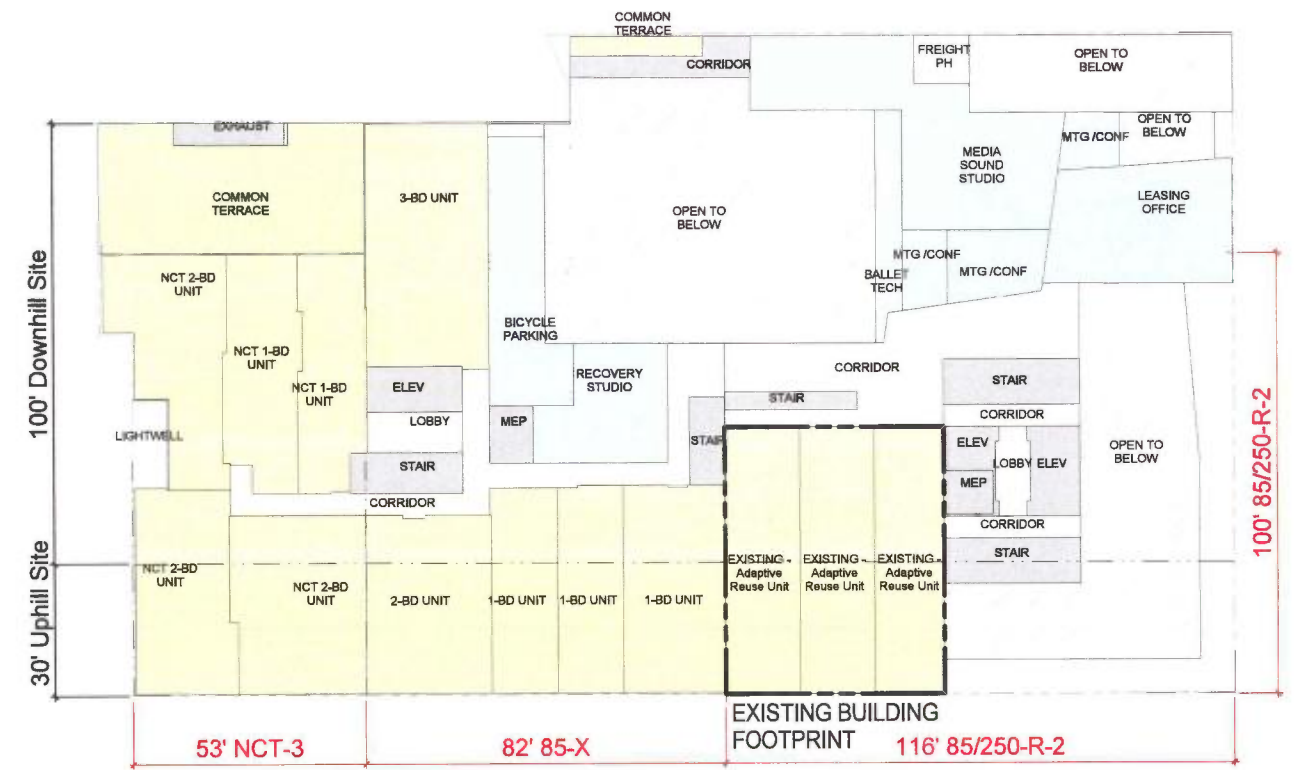 COMMON
TERRACE
CORRIDOR
FREIGHT
PH
OPEN TO
BELOW
EXHAUST
COMMON
TERRACE
3-BD UNIT
OPEN TO
BELOW
MEDIA
SOUND
STUDIO
MTG /CONF
OPEN TO
BELOW
LEASING
OFFICE
NCT 2-BD
UNIT
NCT 1-BD
UNIT
NCT 1-BD
UNIT
BICYCLE
PARKING
BALLET
TECH
MTG /CONF
MTG /CONF
100' Downhill Site
LIGHTWELL
ELEV
LOBBY
STAIR
CORRIDOR
MEP
RECOVERY
STUDIO
STAIR
STAIR
CORRIDOR
STAIR
CORRIDOR
ELEV
LOBBY
ELEV
MEP
CORRIDOR
STAIR
OPEN TO
BELOW
100' 85/250-R-2
30' Uphill Site
NCT 2-BD
UNIT
NCT 2-BD
UNIT
2-BD UNIT
1-BD UNIT
1-BD UNIT
1-BD UNIT
EXISTING -
Adaptive
Reuse Unit
EXISTING -
Adaptive
Reuse Unit
EXISTING -
Adaptive
Reuse Unit
EXISTING BUILDING
FOOTPRINT
53' NCT-3
82' 85-X
116' 85/250-R-2